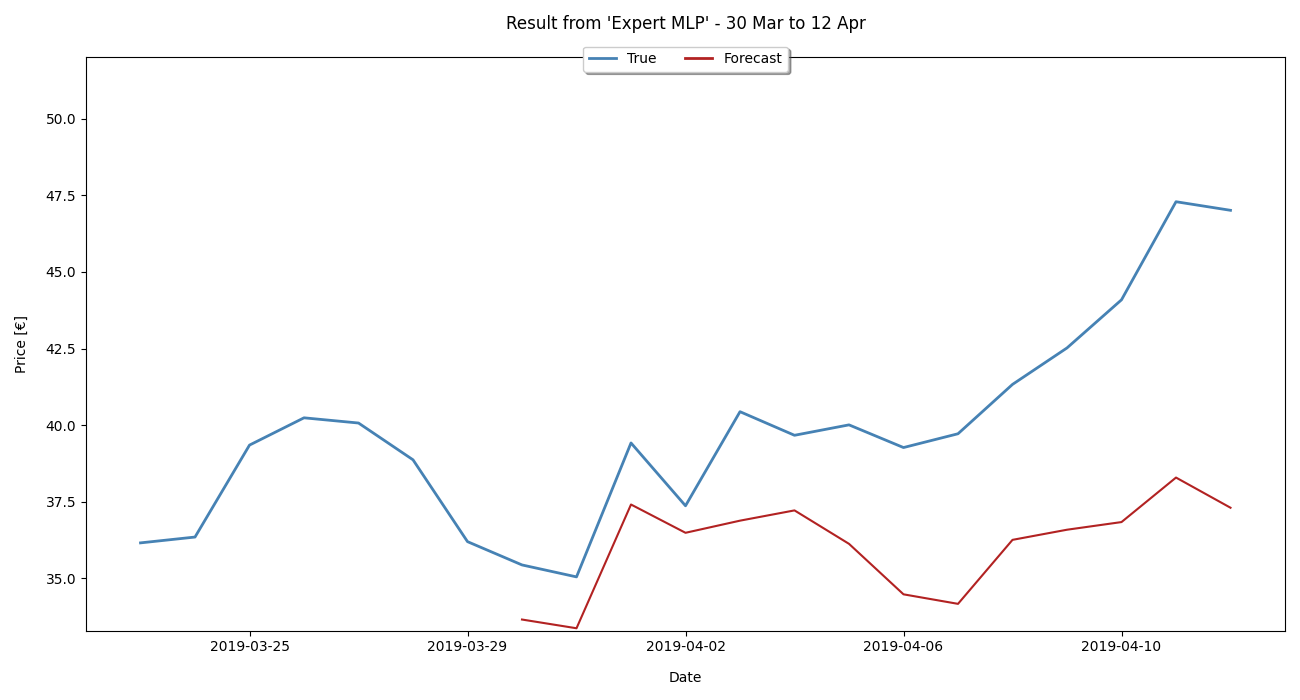 Result from 'Expert MLP' - 30 Mar to 12 Apr
True Forecast
50.0
47.5
45.0
42.5
40.0
37.5
35.0
Price [€]
2019-03-25 2019-03-29 2019-04-02 2019-04-06 2019-04-10
Date